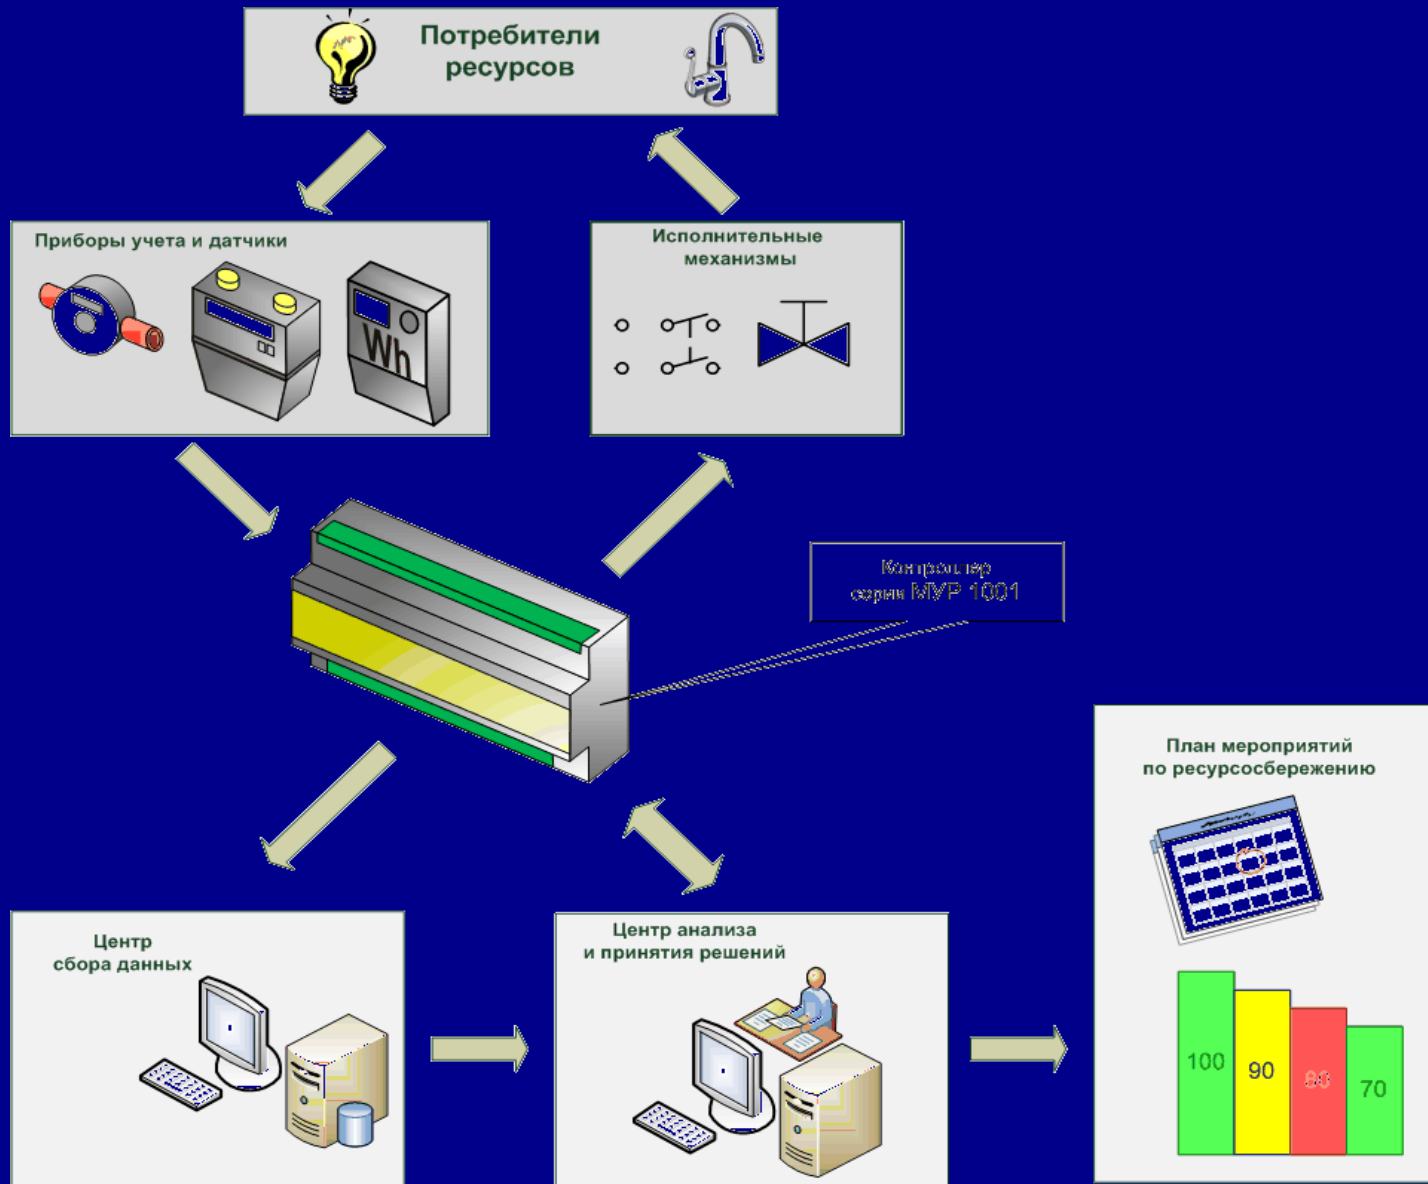 Потребители
ресурсов
Приборы учета и датчики
Wh
Исполнительные
механизмы
Контроллер
серии МУР 1001
План мероприятий
по ресурсосбережению
100
90
80
70
Центр
сбора данных
Центр анализа
и принятия решений